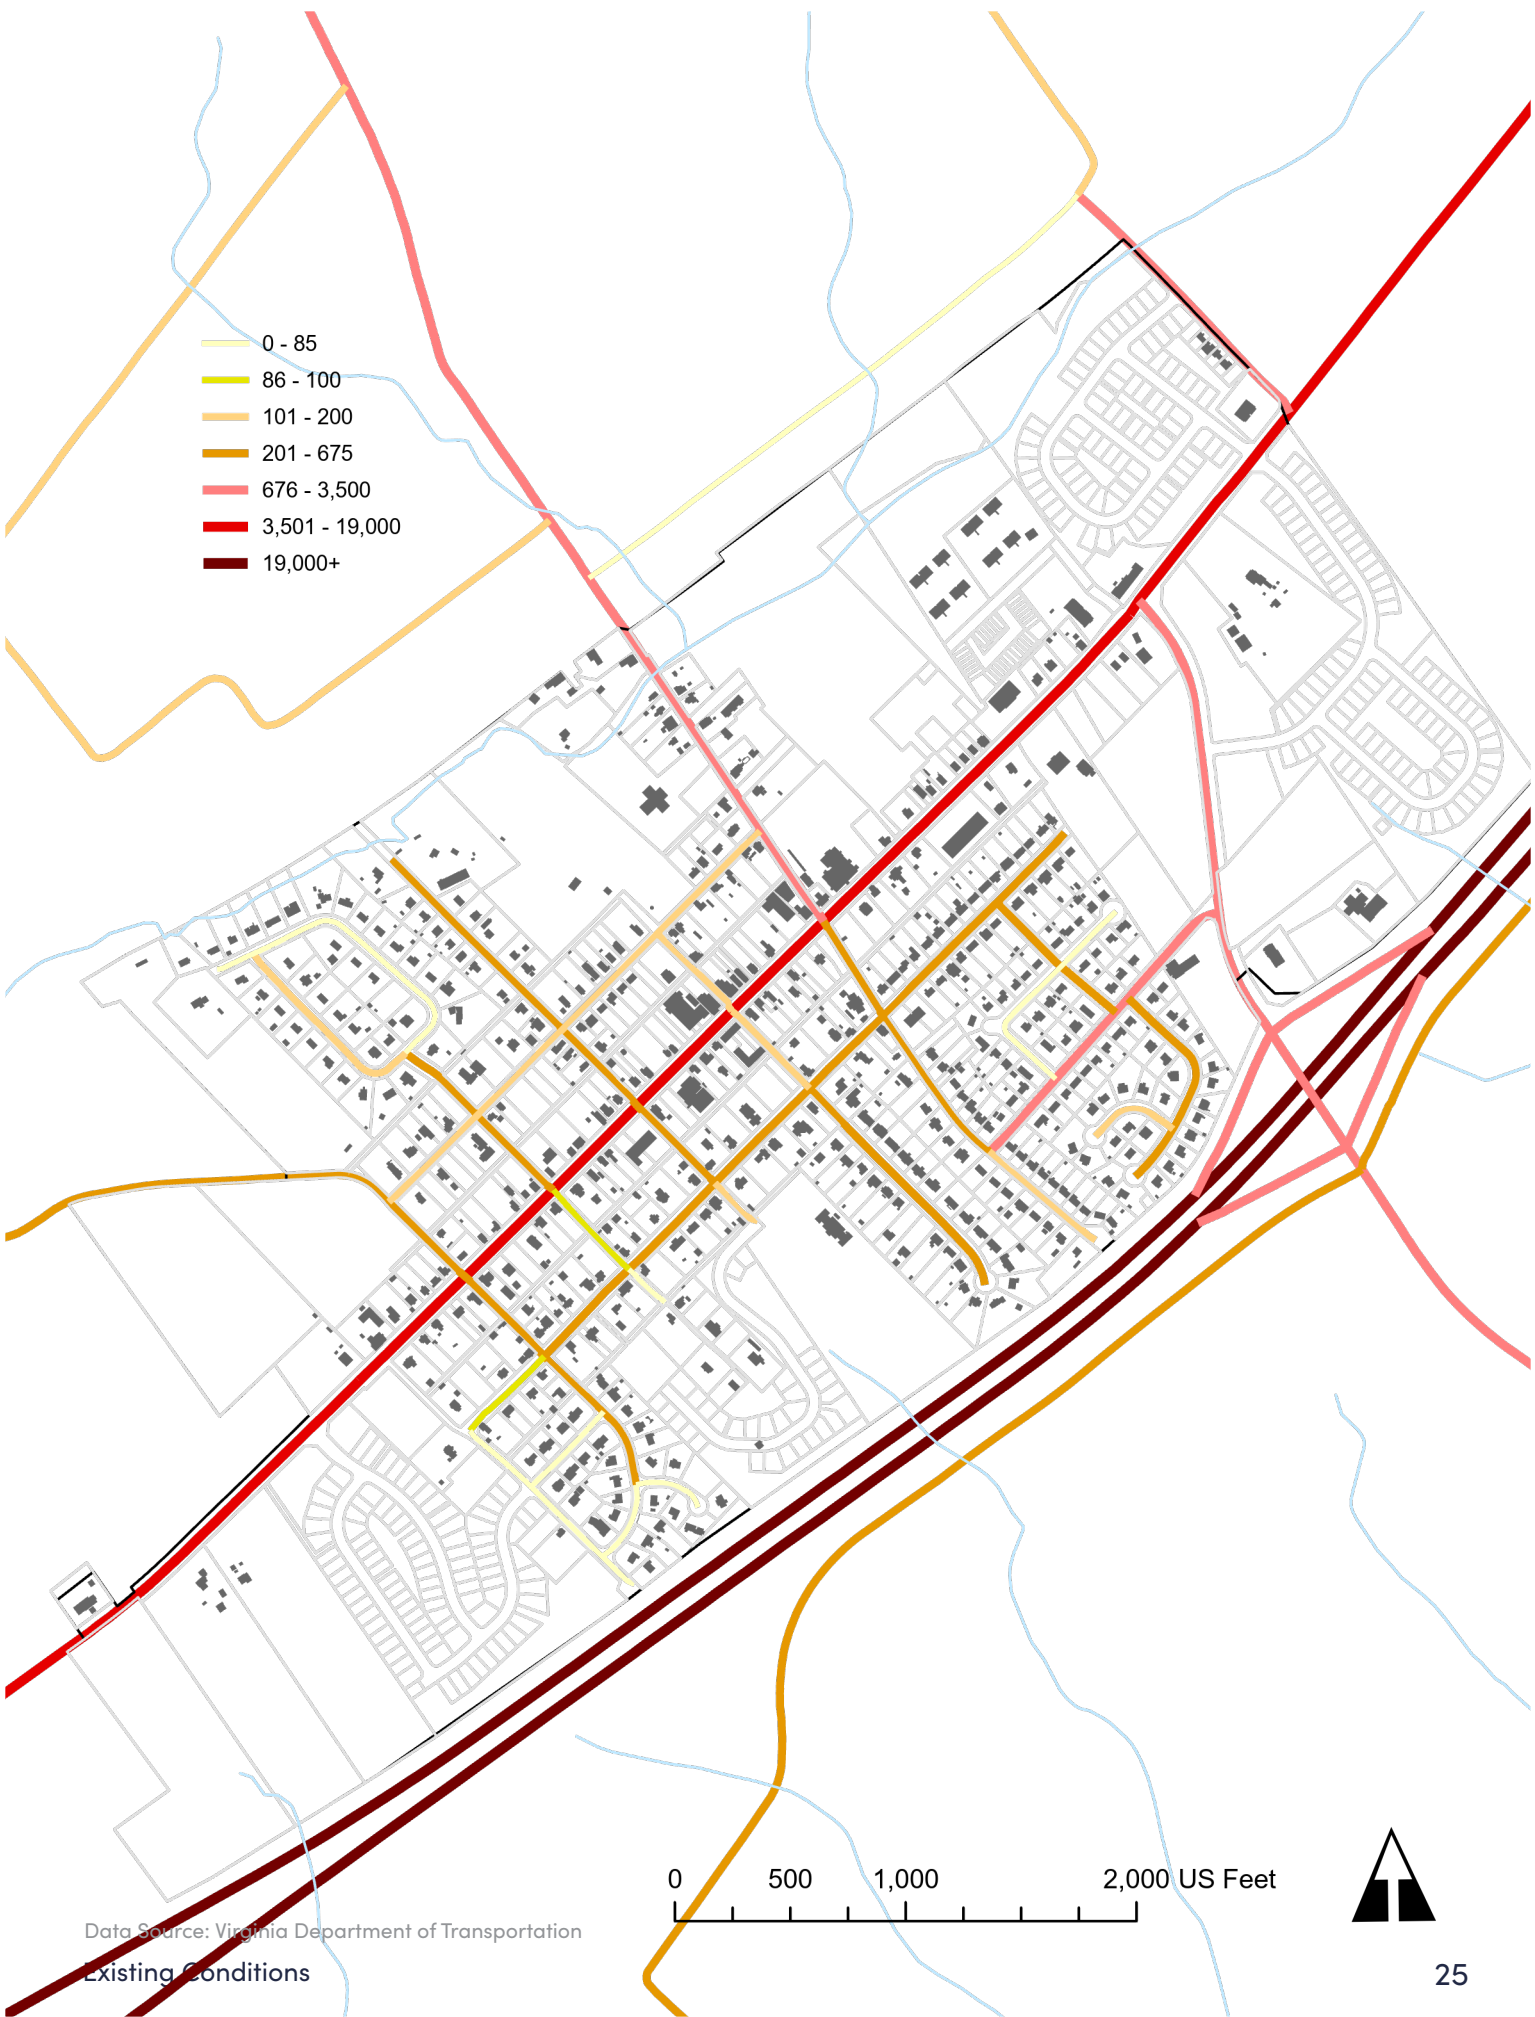 0 - 85
86 - 100
101 - 200
201 - 675
676 - 3,500
3,501 - 19,000
19,000+
0 500 1,000 2,000 US Feet
Data Source: Virginia Department of Transportation
Existing Conditions
25